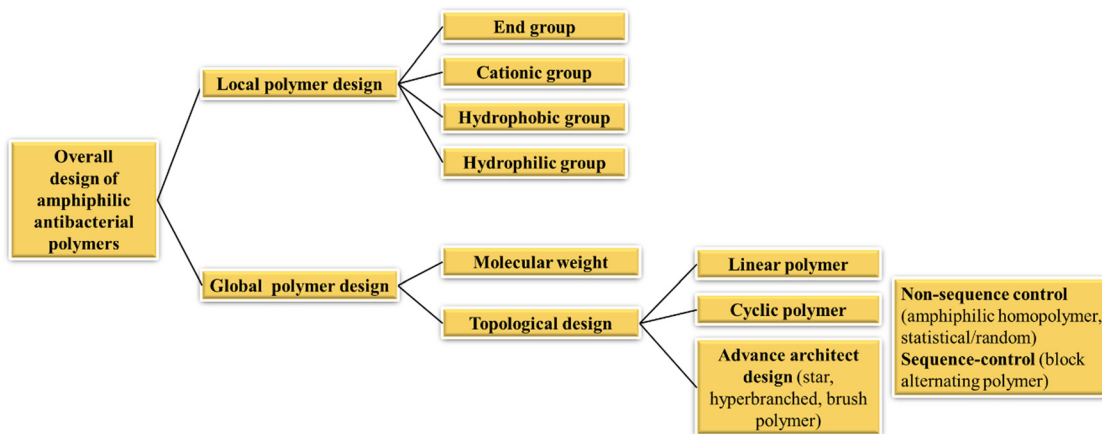 End group
Local polymer design
Cationic group
Hydrophobic group
Hydrophilic group
Overall
design of
amphiphilic
antibacterial
polymers
Global polymer design
Molecular weight
Topological design
Linear polymer
Cyclic polymer
Advance architect
design (star,
hyperbranched, brush
polymer)
Non-sequence control
(amphiphilic homopolymer,
statistical/random)
Sequence-control (block
alternating polymer)